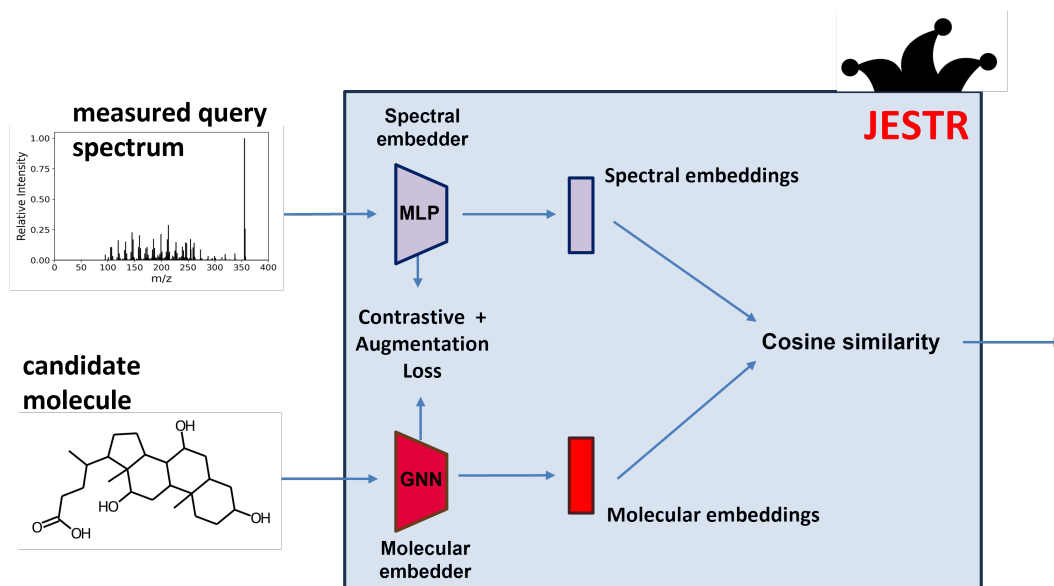 measured query
spectrum
Relative Intensity
1.00
0.75
0.50
0.25
0.00
0 50 100 150 200 250 300 350 400
m/z
candidate
molecule
OH
HO
OH
O
OH
JESTR
Spectral
embedder
MLP
Spectral embeddings
Contrastive +
Augmentation
Loss
Cosine similarity
GNN
Molecular embeddings
Molecular
embedder